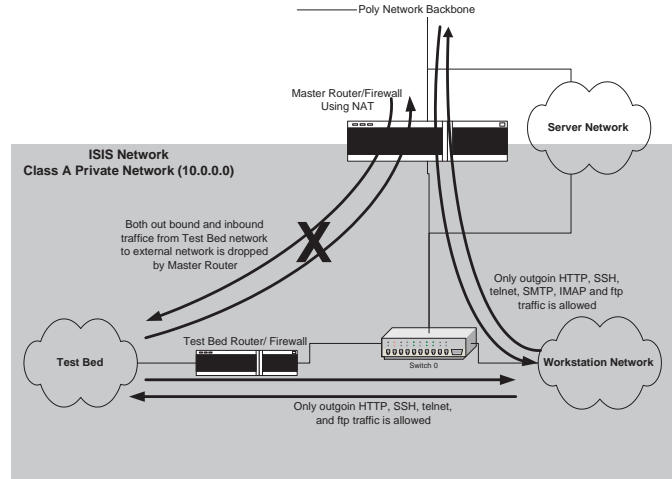 Poly Network Backbone
Master Router/Firewall
Using NAT
Server Network
ISIS Network
Class A Private Network (10.0.0.0)
Both out bound and inbound
traffice from Test Bed network
to external network is dropped
by Master Router
X
Only outgoin HTTP, SSH,
telnet, SMTP, IMAP and ftp
traffic is allowed
Test Bed
Test Bed Router/ Firewall
Switch 0
Workstation Network
Only outgoin HTTP, SSH, telnet,
and ftp traffic is allowed